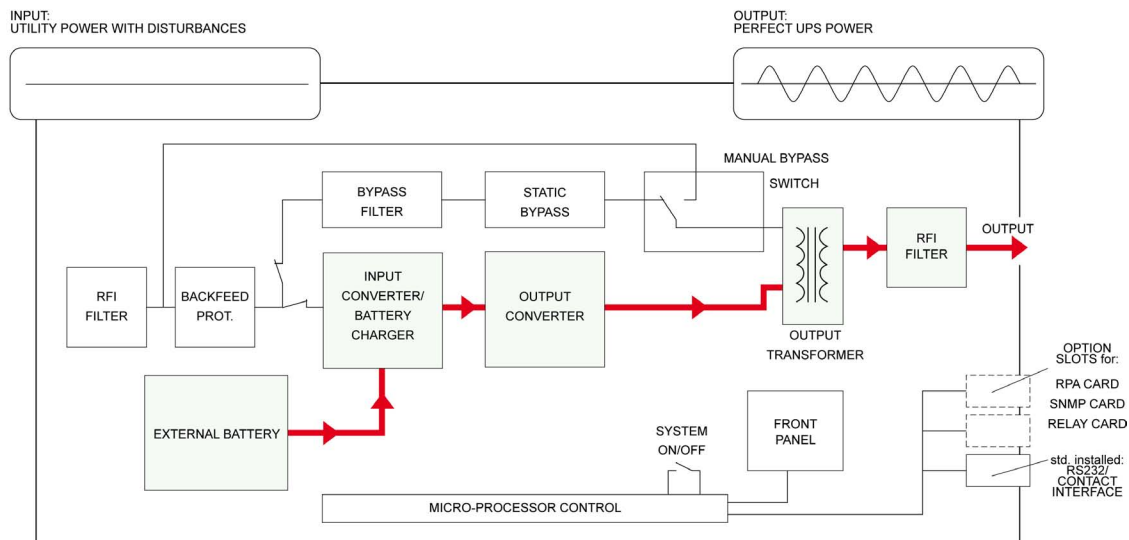 INPUT:
UTILITY POWER WITH DISTURBANCES
OUTPUT:
PERFECT UPS POWER
MANUAL BYPASS
SWITCH
BYPASS
FILTER
STATIC
BYPASS
RFI
FILTER
OUTPUT
RFI
FILTER
BACKFEED
PROT.
INPUT
CONVERTER/
BATTERY
CHARGER
OUTPUT
CONVERTER
OUTPUT
TRANSFORMER
EXTERNAL BATTERY
SYSTEM
ON/OFF
FRONT
PANEL
OPTION
SLOTS for:
RPA CARD
SNMP CARD
RELAY CARD
std. installed:
RS232/
CONTACT
INTERFACE
MICRO-PROCESSOR CONTROL